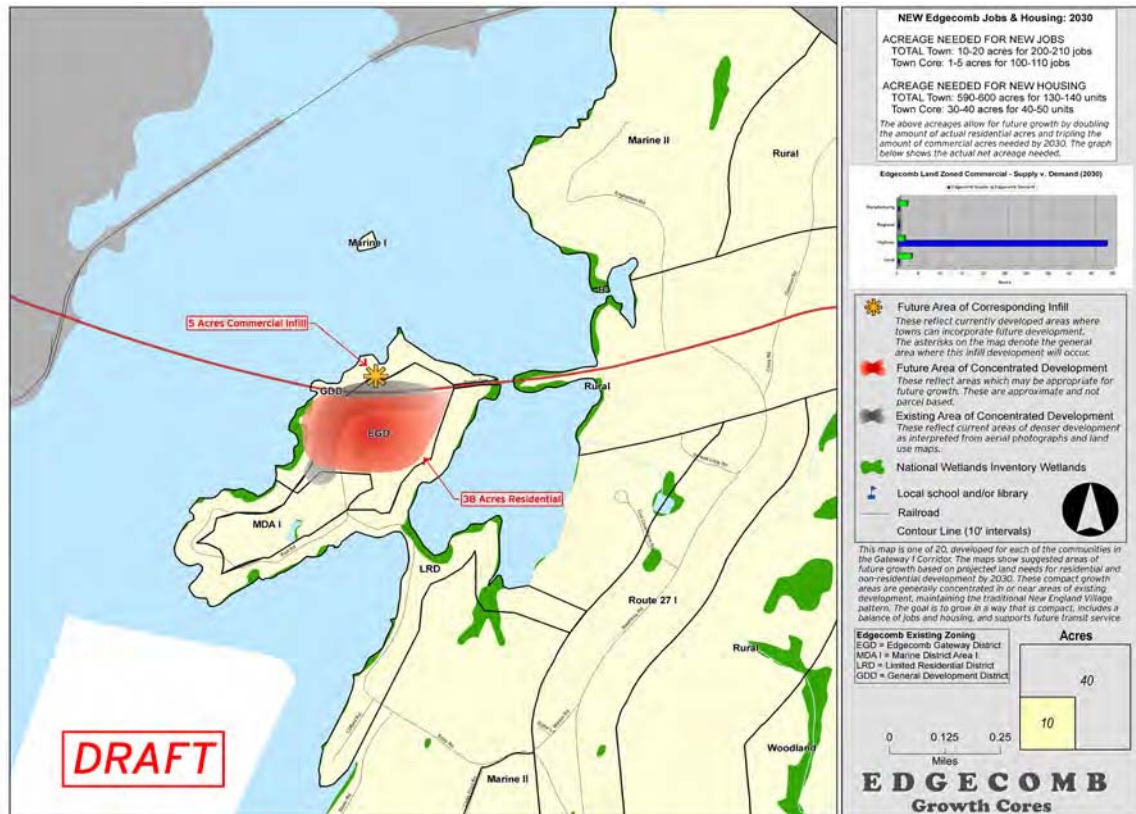 NEW Edgecomb Jobs & Housing: 2030
ACREAGE NEEDED FOR NEW JOBS
TOTAL Town: 10-20 acres for 200-210 jobs
Town Core: 1-5 acres for 100-110 jobs
ACREAGE NEEDED FOR NEW HOUSING
TOTAL Town: 590-600 acres for 130-140 units
Town Core: 30-40 acres for 40-50 units
The above acreages allow for future growth by doubling
the amount of actual residential acres and tripling the
amount of commercial acres needed by 2030. The graph
below shows the actual net acreage needed.
Edgecomb Land Zoned Commercial - Supply v. Demand (2030)
Edgecomb Supply Edgecomb Demand
Manufacturing
Regional
Highway
Local
Future Area of Corresponding Infill
These reflect currently developed areas where
towns can incorporate future development.
The asterisks on the map denote the general
area where this infill development will occur.
Future Area of Concentrated Development
These reflect areas which may be appropriate for
future growth. These are approximate and not
parcel based.
Existing Area of Concentrated Development
These reflect current areas of denser development
as interpreted from aerial photographs and land
use maps.
National Wetlands Inventory Wetlands
Local school and/or library
Railroad
Contour Line (10' intervals)
This map is one of 20, developed for each of the communities in
the Gateway I Corridor. The maps show suggested areas of
future growth based on projected land needs for residential and
non-residential development by 2030. These compact growth
areas are generally concentrated in or near areas of existing
development, maintaining the traditional New England Village
pattern. The goal is to grow in a way that is compact, includes a
balance of jobs and housing, and supports future transit service
Edgecomb Existing Zoning
EGD = Edgecomb Gateway District
MDA I = Marine District Area I
LRD = Limited Residential District
GDD = General Development District
Acres
40
10
0 0.125 0.25
Miles
EDGECOMB
Growth Cores
Marine II
Rural
Marine I
5 Acres Commercial Infill
GDD
Rural
EGD
38 Acres Residential
MDA I
LRD
Route 27 I
Rural
Woodland
Marine II
DRAFT